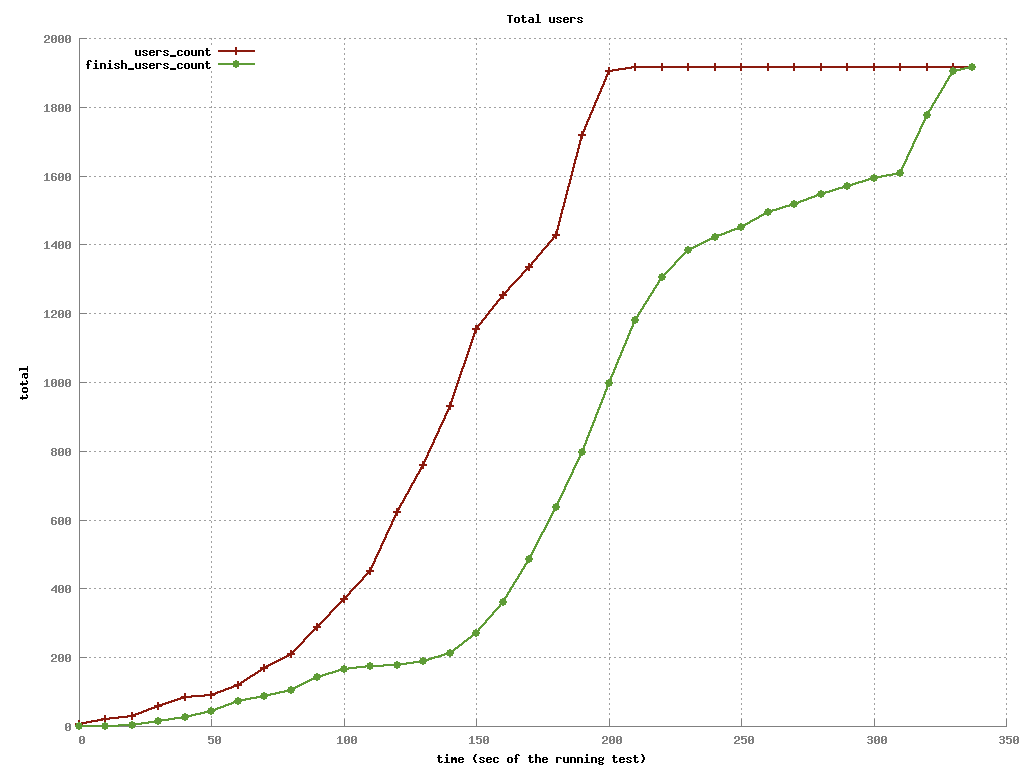 Total users
users_count
finish_users_count
2000
1800
1600
1400
1200
1000
800
600
400
200
0
total
0 50 100 150 200 250 300 350
time (sec of the running test)